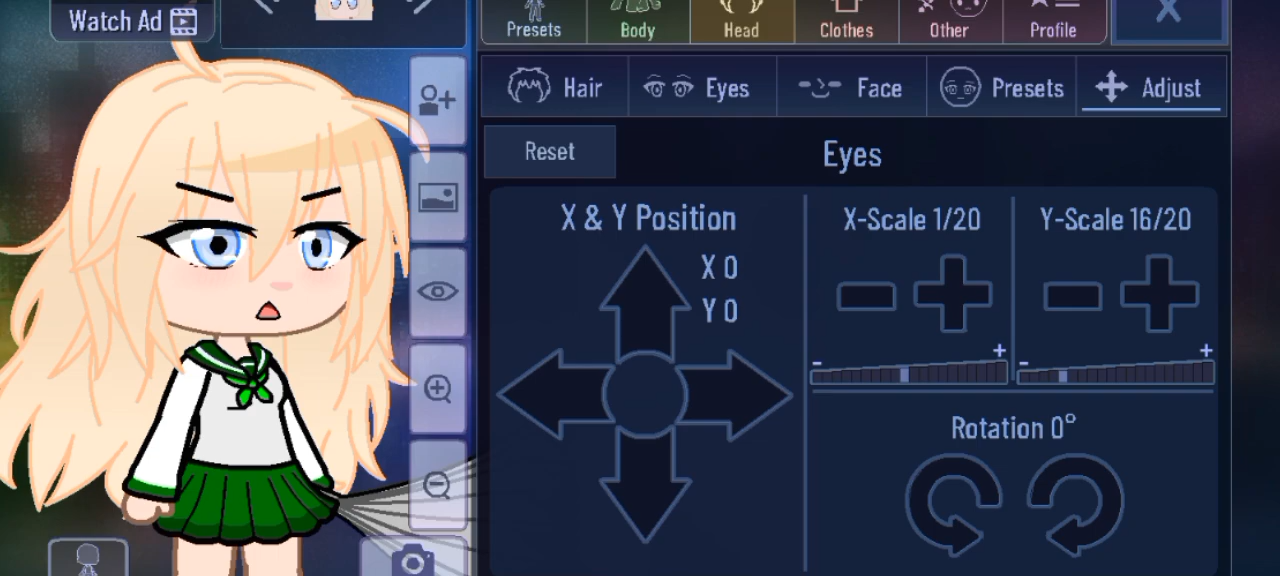 Watch Ad
Presets
Body
Head
Clothes
Other
Profile
X
Hair
Eyes
Face
Presets
Adjust
Reset
Eyes
X & Y Position
X 0
Y 0
X-Scale 1/20
Y-Scale 16/20
- +
- +
Rotation 0°